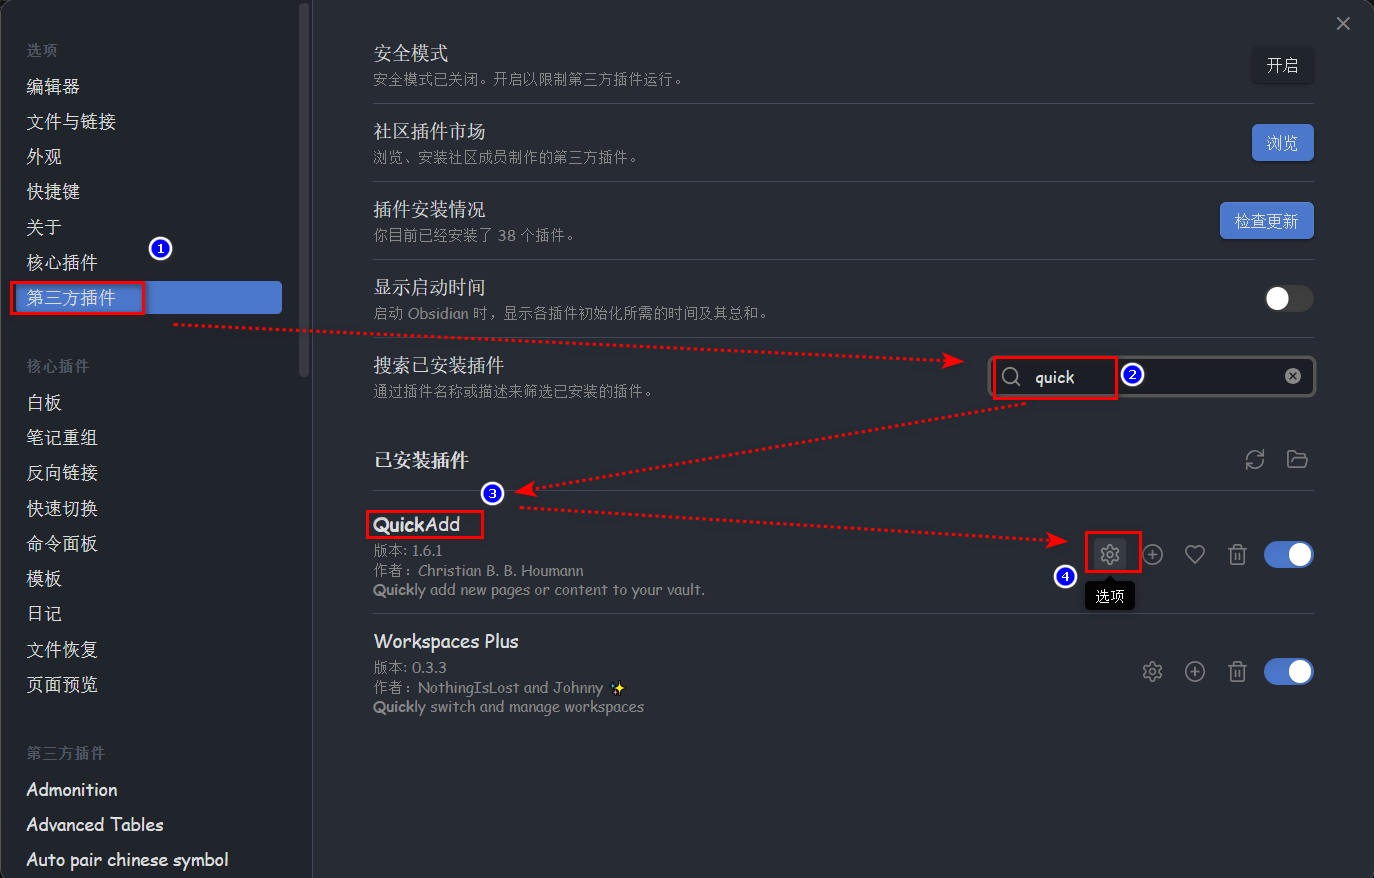 选项
编辑器
文件与链接
外观
快捷键
关于
核心插件
1
第三方插件
核心插件
白板
笔记重组
反向链接
快速切换
命令面板
模板
日记
文件恢复
页面预览
第三方插件
Admonition
Advanced Tables
Auto pair chinese symbol
安全模式
安全模式已关闭。开启以限制第三方插件运行。
开启
社区插件市场
浏览、安装社区成员制作的第三方插件。
浏览
插件安装情况
你目前已经安装了 38 个插件。
检查更新
显示启动时间
启动 Obsidian 时，显示各插件初始化所需的时间及其总和。
搜索已安装插件
通过插件名称或描述来筛选已安装的插件。
quick
2
已安装插件
3
QuickAdd
版本: 1.6.1
作者：Christian B. B. Houmann
Quickly add new pages or content to your vault.
4
选项
Workspaces Plus
版本: 0.3.3
作者：NothingIsLost and Johnny ✨
Quickly switch and manage workspaces